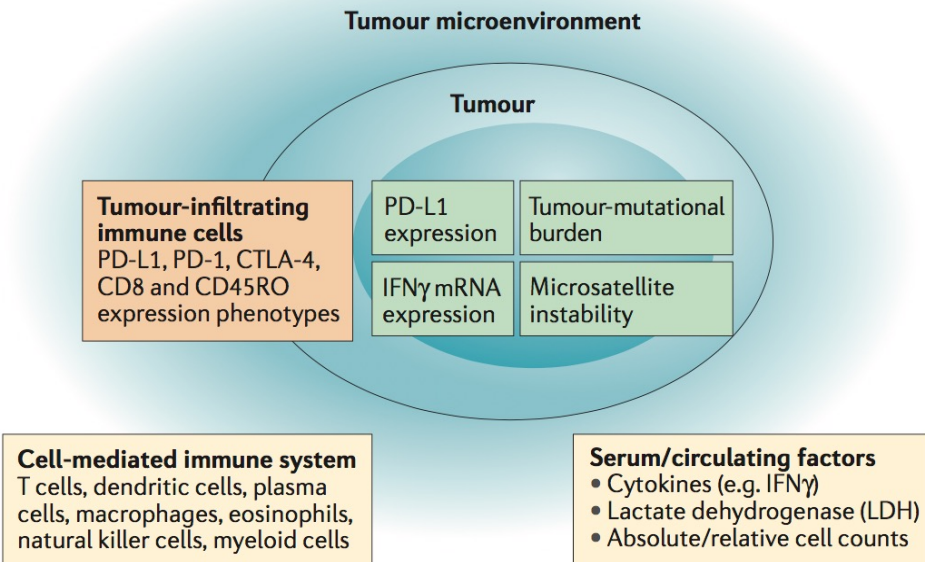 Tumour microenvironment
Tumour
Tumour-infiltrating
immune cells
PD-L1, PD-1, CTLA-4,
CD8 and CD45RO
expression phenotypes
PD-L1
expression
Tumour-mutational
burden
IFNγ mRNA
expression
Microsatellite
instability
Cell-mediated immune system
T cells, dendritic cells, plasma
cells, macrophages, eosinophils,
natural killer cells, myeloid cells
Serum/circulating factors
• Cytokines (e.g. IFNγ)
• Lactate dehydrogenase (LDH)
• Absolute/relative cell counts